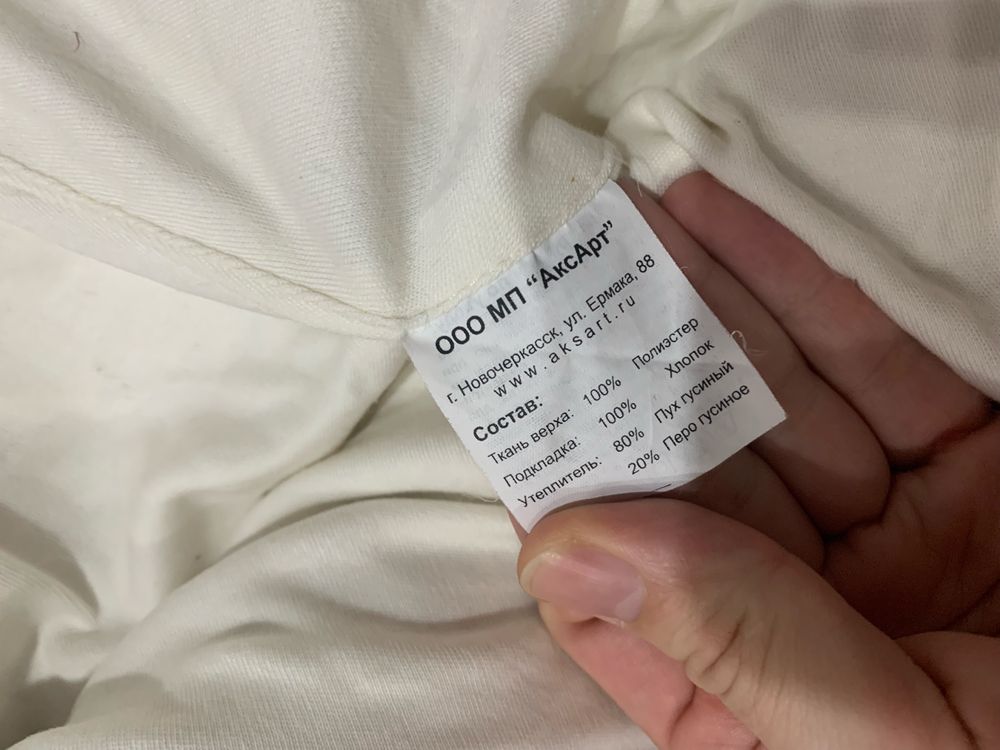 ООО МП “АксАрт”
г. Новочеркасск, ул. Ермака, 88
www.aksart.ru
Состав:
Ткань верха: 100% Полиэстер
Подкладка: 100% Хлопок
Утеплитель: 80% Пух гусиный
20% Перо гусиное